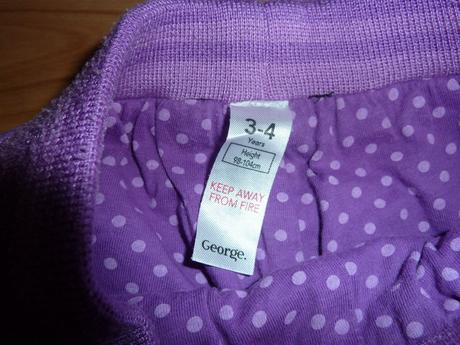 3-4
Years
Height
98-104cm
KEEP AWAY
FROM FIRE
George.